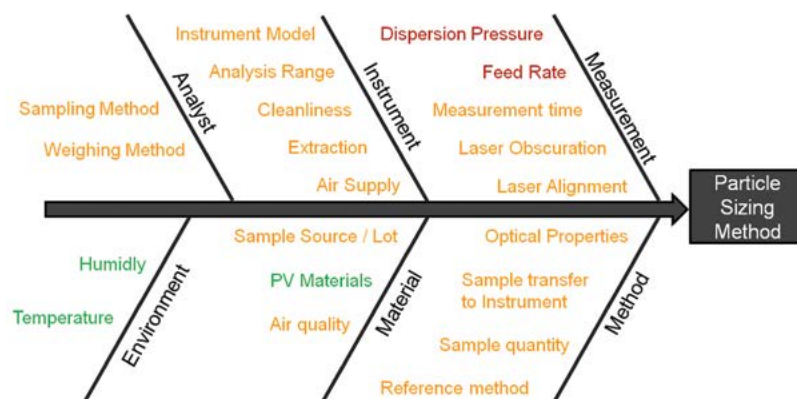 Instrument Model
Dispersion Pressure
Analysis Range
Feed Rate
Analyst
Instrument
Measurement
Sampling Method
Cleanliness
Measurement time
Weighing Method
Extraction
Laser Obscuration
Air Supply
Laser Alignment
Particle
Sizing
Method
Sample Source / Lot
Optical Properties
Humidly
PV Materials
Sample transfer
to Instrument
Temperature
Air quality
Environment
Material
Method
Sample quantity
Reference method